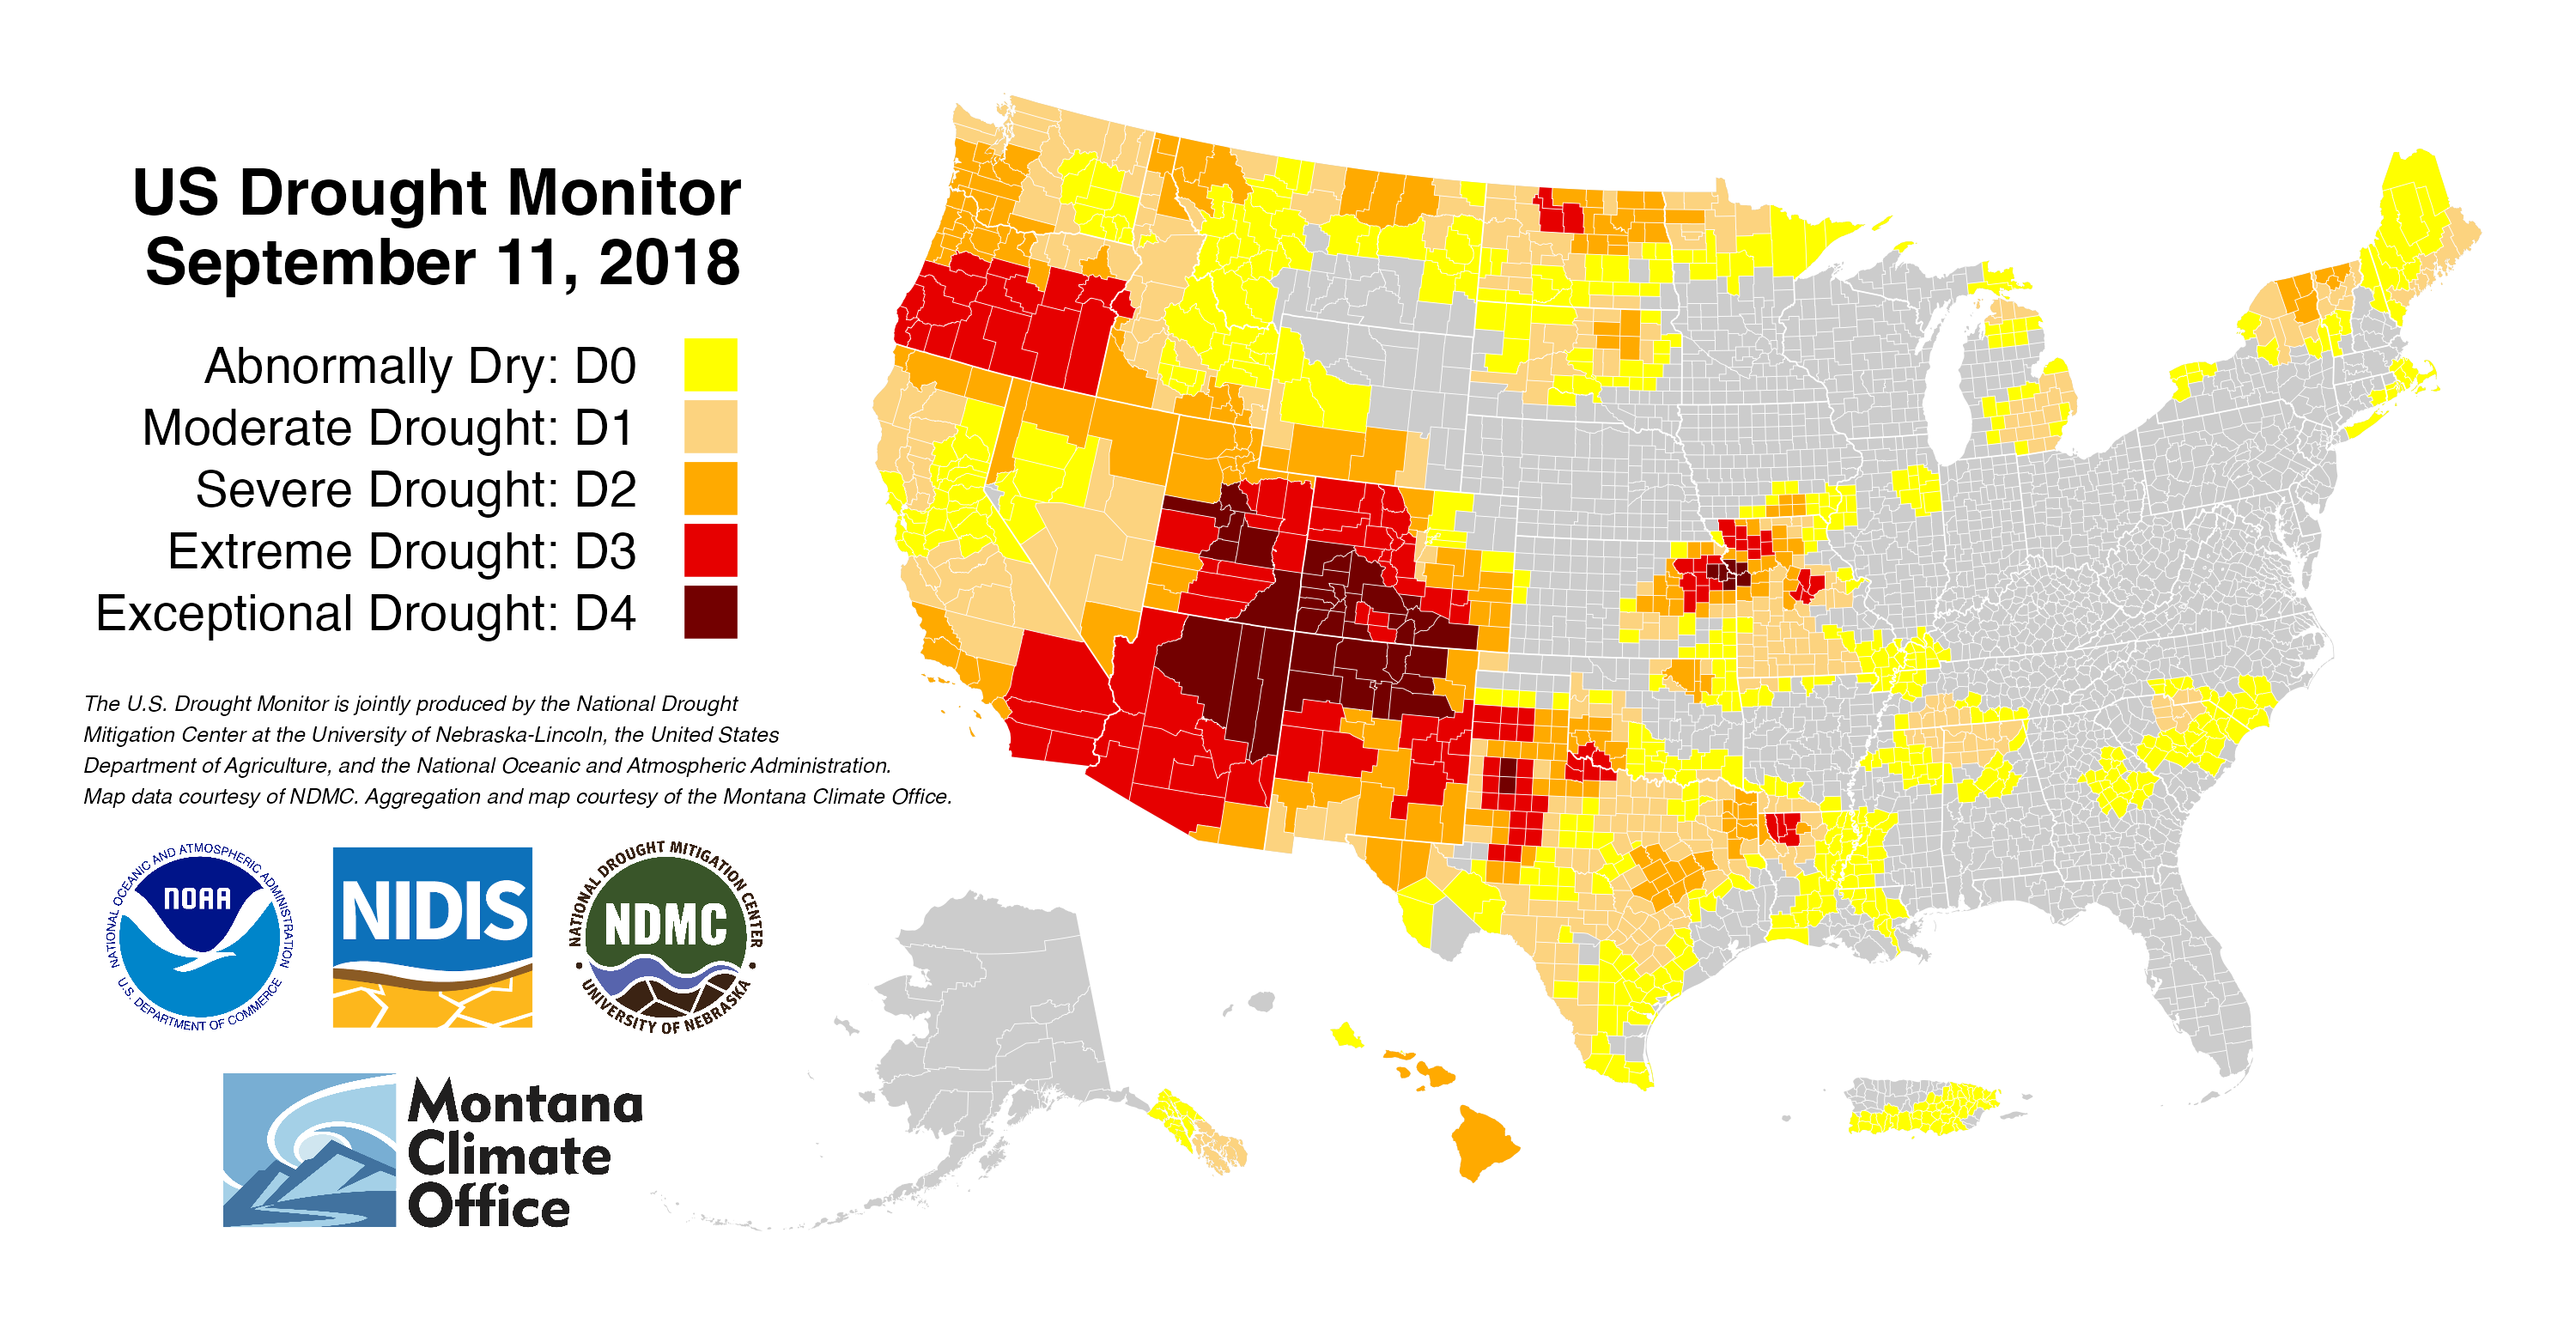 US Drought Monitor
September 11, 2018
Abnormally Dry: D0
Moderate Drought: D1
Severe Drought: D2
Extreme Drought: D3
Exceptional Drought: D4
The U.S. Drought Monitor is jointly produced by the National Drought
Mitigation Center at the University of Nebraska-Lincoln, the United States
Department of Agriculture, and the National Oceanic and Atmospheric Administration.
Map data courtesy of NDMC. Aggregation and map courtesy of the Montana Climate Office.
NATIONAL OCEANIC AND ATMOSPHERIC ADMINISTRATION
NOAA
U.S. DEPARTMENT OF COMMERCE
NIDIS
NATIONAL DROUGHT MITIGATION CENTER
NDMC
UNIVERSITY OF NEBRASKA
Montana
Climate
Office